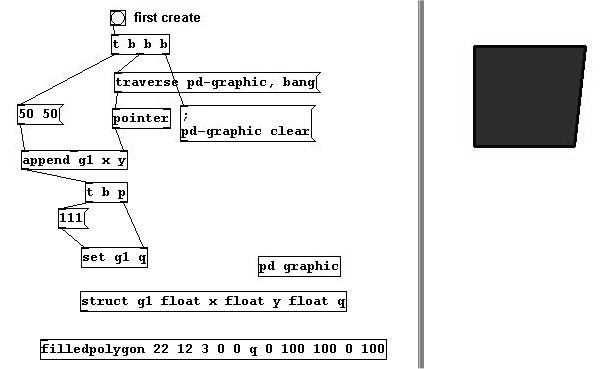 first create
t b b b
traverse pd-graphic, bang
50 50
pointer
;
pd-graphic clear
append g1 x y
t b p
111
set g1 q
pd graphic
struct g1 float x float y float q
filledpolygon 22 12 3 0 0 q 0 100 100 0 100